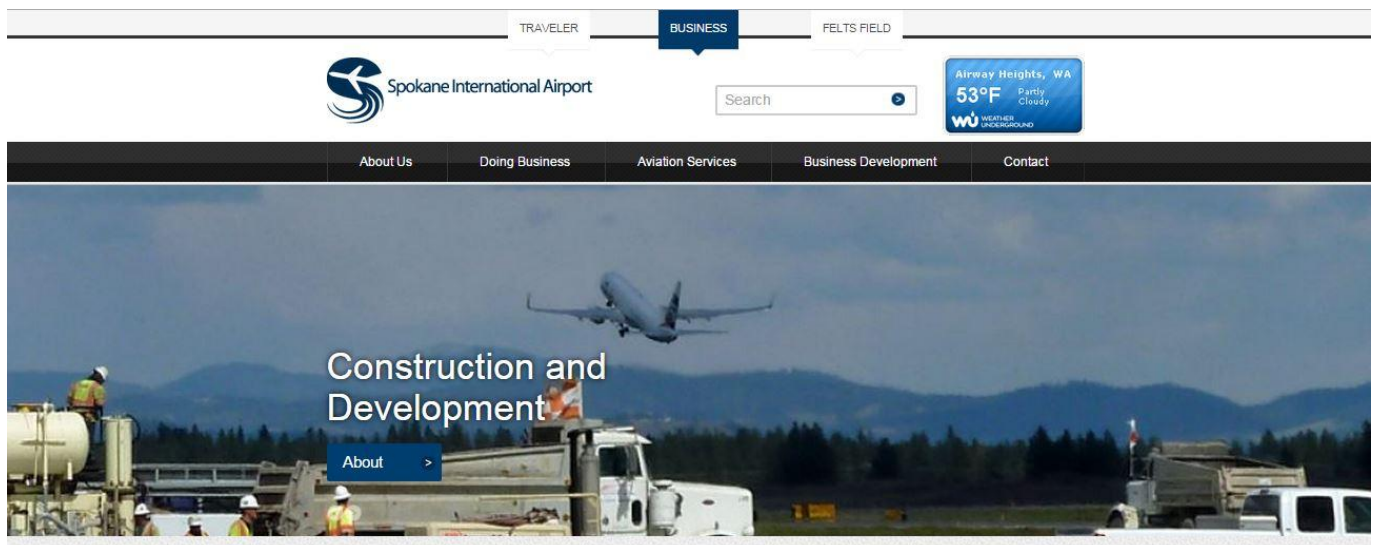 TRAVELER
BUSINESS
FELTS FIELD
Spokane International Airport
Search
Airway Heights, WA
53°F
Partly
Cloudy
WEATHER
UNDERGROUND
About Us
Doing Business
Aviation Services
Business Development
Contact
Construction and
Development
About >